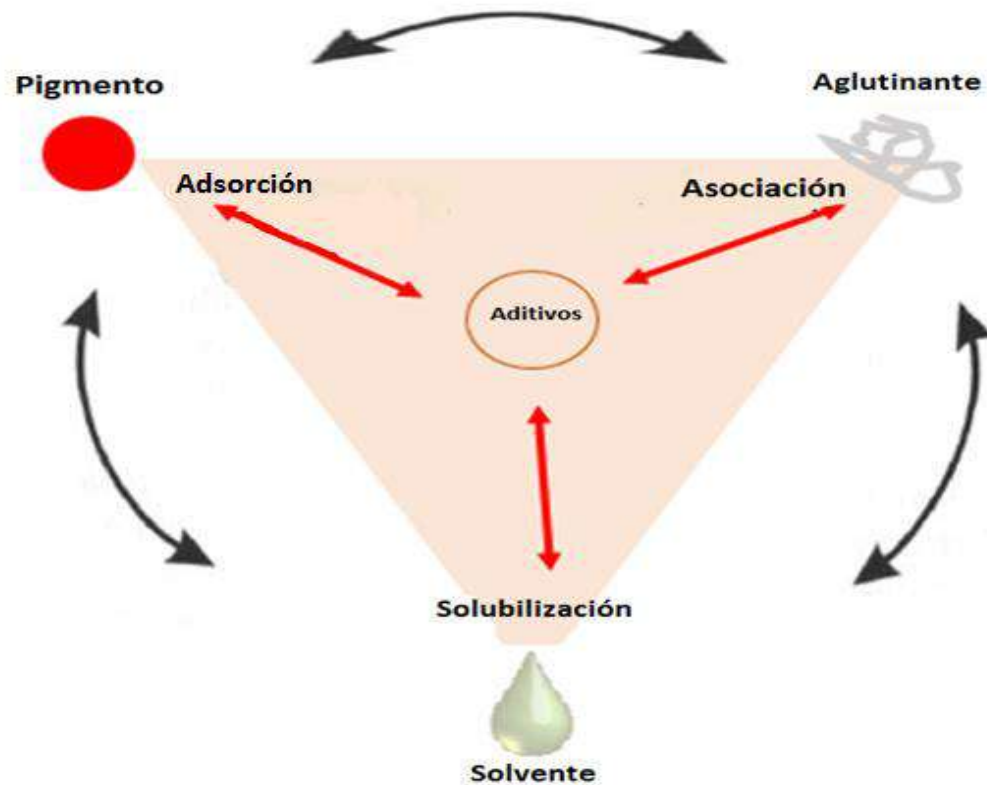 Pigmento
Aglutinante
Adsorción
Asociación
Aditivos
Solubilización
Solvente